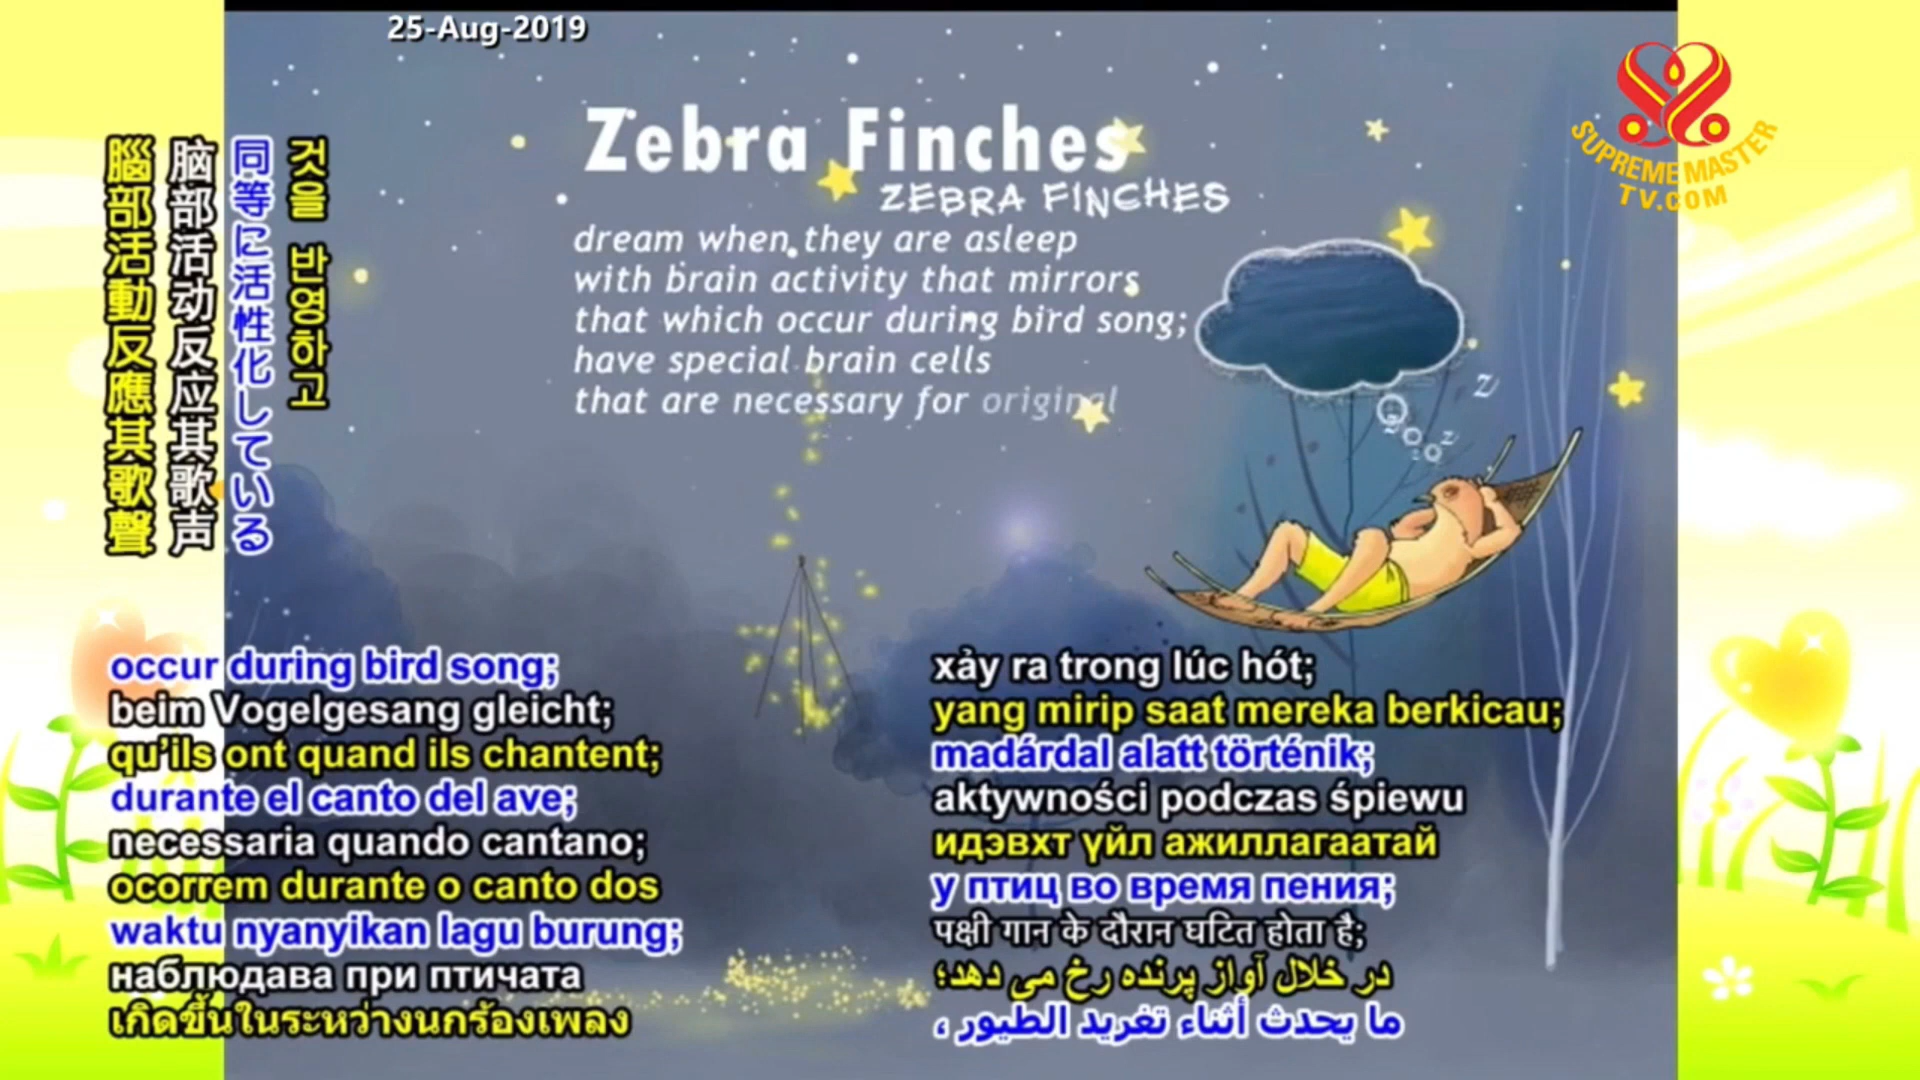 25-Aug-2019
SUPREME MASTER
TV.COM
Zebra Finches
ZEBRA FINCHES
dream when they are asleep
with brain activity that mirrors
that which occur during bird song;
have special brain cells
that are necessary for original
z
z
z
z
것을 반영하고
同等に活性化している
脑部活动反应其歌声
腦部活動反應其歌聲
occur during bird song;
beim Vogelgesang gleicht;
qu'ils ont quand ils chantent;
durante el canto del ave;
necessaria quando cantano;
ocorrem durante o canto dos
waktu nyanyikan lagu burung;
наблюдава при птичата
เกิดขึ้นในระหว่างนกร้องเพลง
xảy ra trong lúc hót;
yang mirip saat mereka berkicau;
madárdal alatt történik;
aktywności podczas śpiewu
идэвхт үйл ажиллагаатай
у птиц во время пения;
पक्षी गान के दौरान घटित होता है;
در خلال آواز پرنده رخ می دهد؛
ما يحدث أثناء تغريد الطيور ،